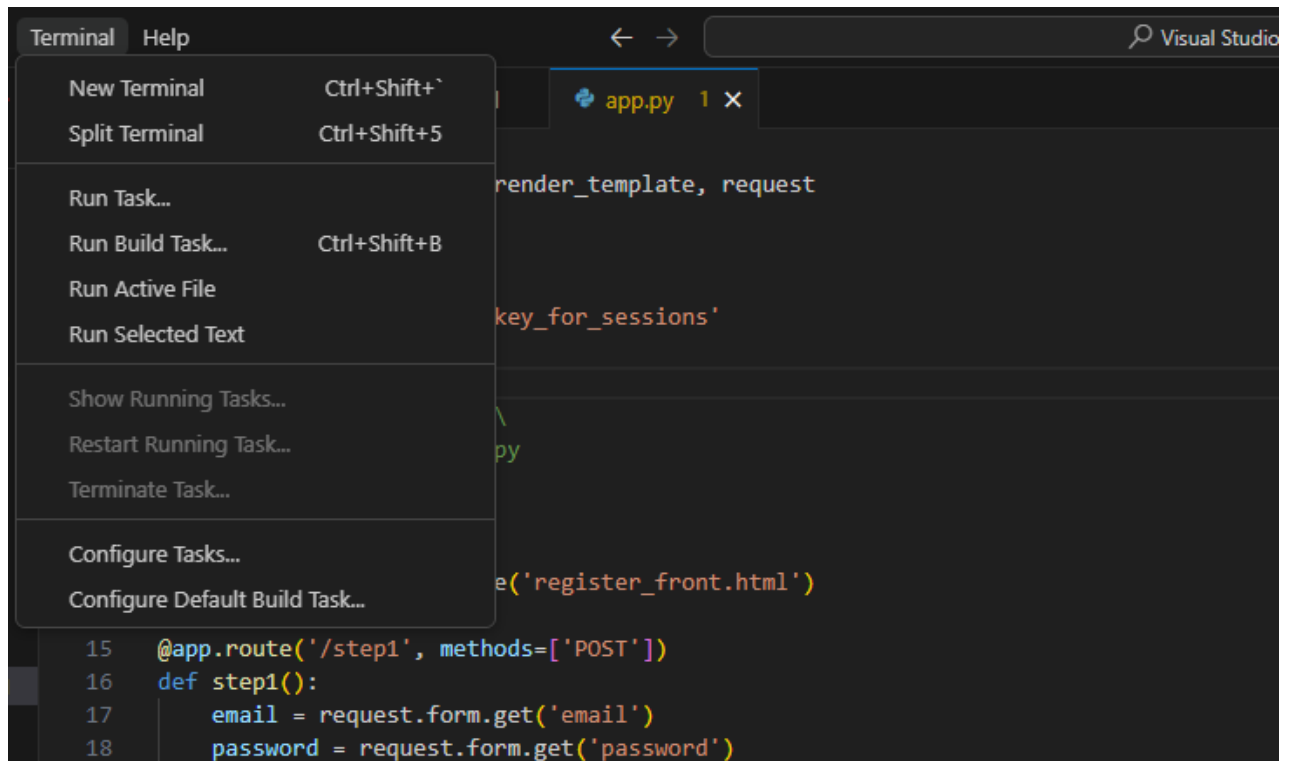 Terminal Help
← → Visual Studio
New Terminal Ctrl+Shift+`
Split Terminal Ctrl+Shift+5
app.py 1 ×
Run Task...
Run Build Task... Ctrl+Shift+B
Run Active File
Run Selected Text
Show Running Tasks...
Restart Running Task...
Terminate Task...
Configure Tasks...
Configure Default Build Task...
render_template, request
key_for_sessions'
\
py
e('register_front.html')
15 @app.route('/step1', methods=['POST'])
16 def step1():
17 email = request.form.get('email')
18 password = request.form.get('password')